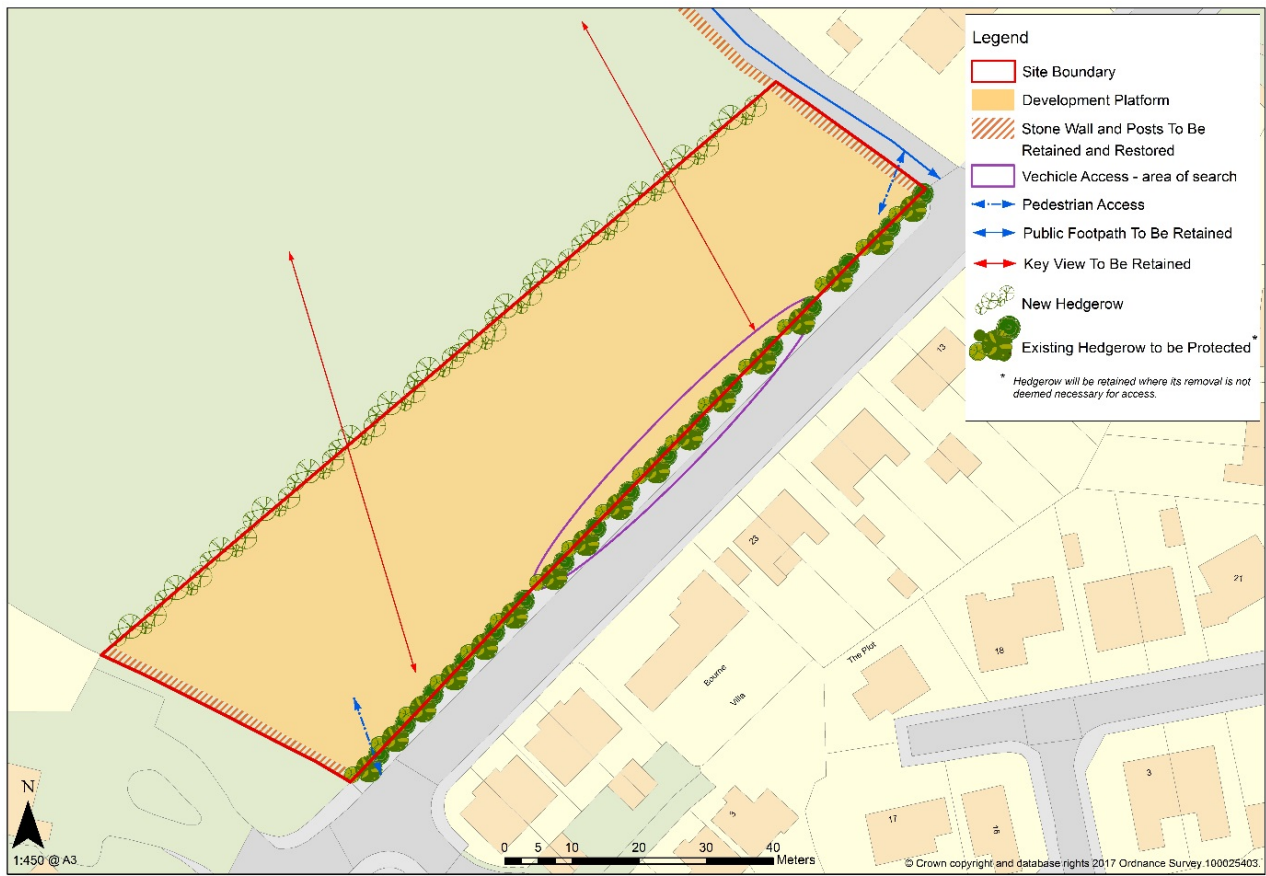 Legend
Site Boundary
Development Platform
Stone Wall and Posts To Be
Retained and Restored
Vechicle Access - area of search
Pedestrian Access
Public Footpath To Be Retained
Key View To Be Retained
New Hedgerow
Existing Hedgerow to be Protected*
* Hedgerow will be retained where its removal is not
deemed necessary for access.
13
23
21
18
The Plot
Bourne
Villa
3
3
17
16
N
1:450 @ A3
0 5 10 20 30 40
Meters
© Crown copyright and database rights 2017 Ordnance Survey 100025403.